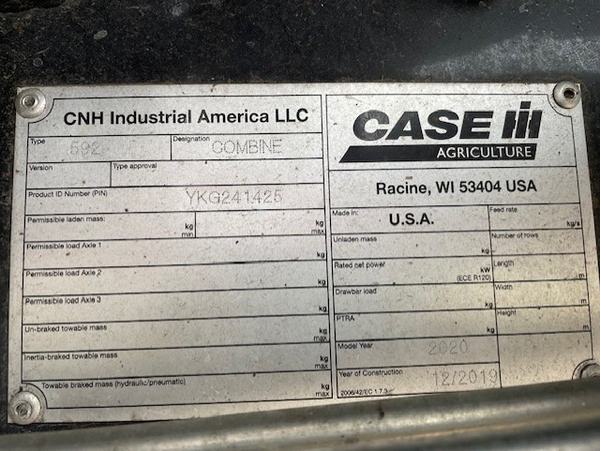 CNH Industrial America LLC
Type
592
Designation
COMBINE
Version
Type approval
Product ID Number (PIN)
YKG241425
Permissible laden mass:
kg
min
kg
max
Permissible load Axle 1
kg
Permissible load Axle 2
kg
Permissible load Axle 3
kg
Un-braked towable mass
kg
max
Inertia-braked towable mass
kg
max
Towable braked mass (hydraulic/pneumatic)
kg
max
CASE IH
AGRICULTURE
Racine, WI 53404 USA
Made in:
U.S.A.
Feed rate
kg/s
Unladen mass
kg
Number of rows
Rated net power
kW
(ECE R120)
Length
m
Drawbar load
kg
Width
m
PTRA
kg
Height
m
Model Year
2020
Year of Construction
12/2019
2006/42/EC 1.7.3